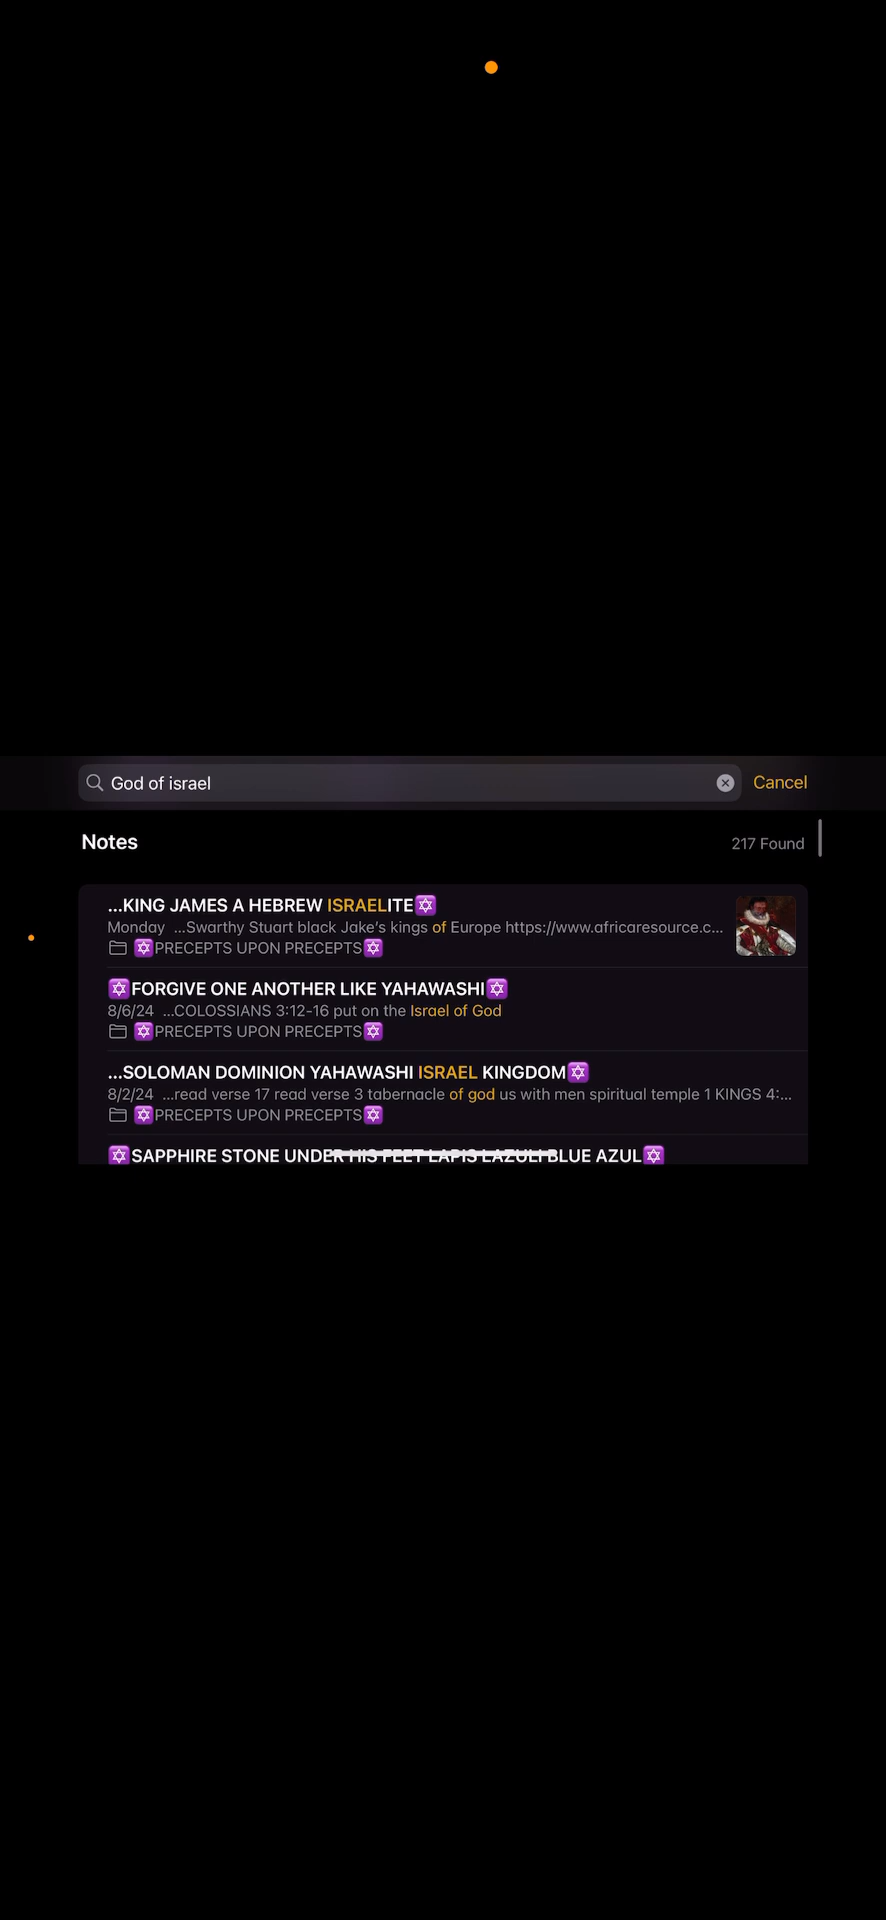 God of israel
Cancel
Notes
217 Found
...KING JAMES A HEBREW ISRAELITE🔯
Monday ...Swarthy Stuart black Jake's kings of Europe https://www.africaresource.c...
🔯PRECEPTS UPON PRECEPTS🔯
🔯FORGIVE ONE ANOTHER LIKE YAHAWASHI🔯
8/6/24 ...COLOSSIANS 3:12-16 put on the Israel of God
🔯PRECEPTS UPON PRECEPTS🔯
...SOLOMAN DOMINION YAHAWASHI ISRAEL KINGDOM🔯
8/2/24 ...read verse 17 read verse 3 tabernacle of god us with men spiritual temple 1 KINGS 4:...
🔯PRECEPTS UPON PRECEPTS🔯
🔯SAPPHIRE STONE UNDER HIS FEET LAPIS LAZULI BLUE AZUL🔯